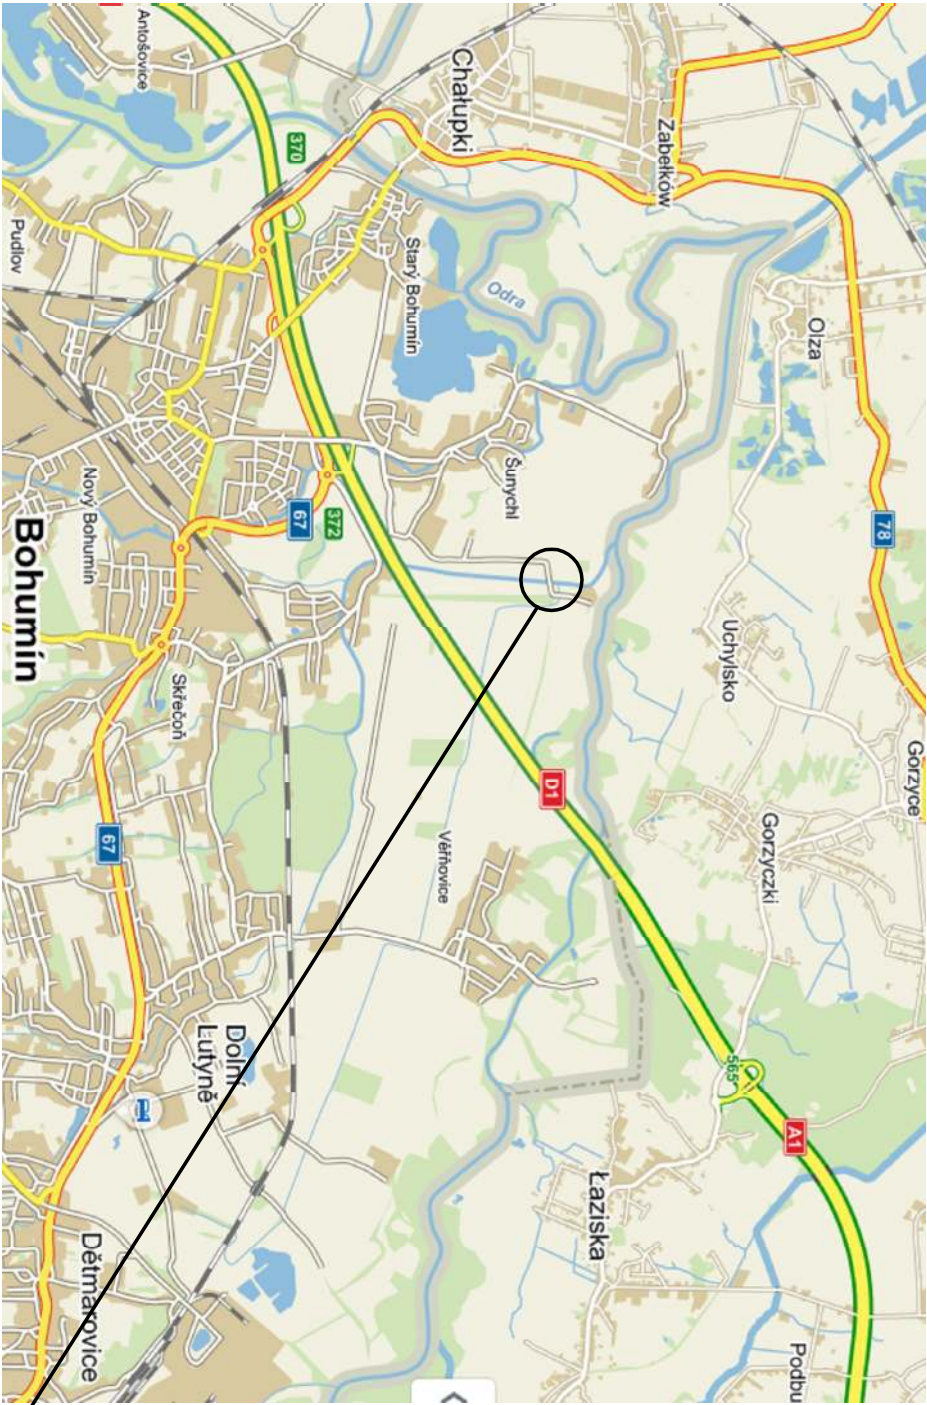 Gorzyce
78
Olza
Podbu
A1
Gorzyczki
565
Uchylsko
Zabełków
Łaziska
D1
Šunychl
Odra
Chałupki
Věřňovice
Starý Bohumín
372
67
370
Dolní
Lutyně
Skřečoň
Antošovice
67
Nový Bohumín
Dětmarovice
Bohumín
Pudlov